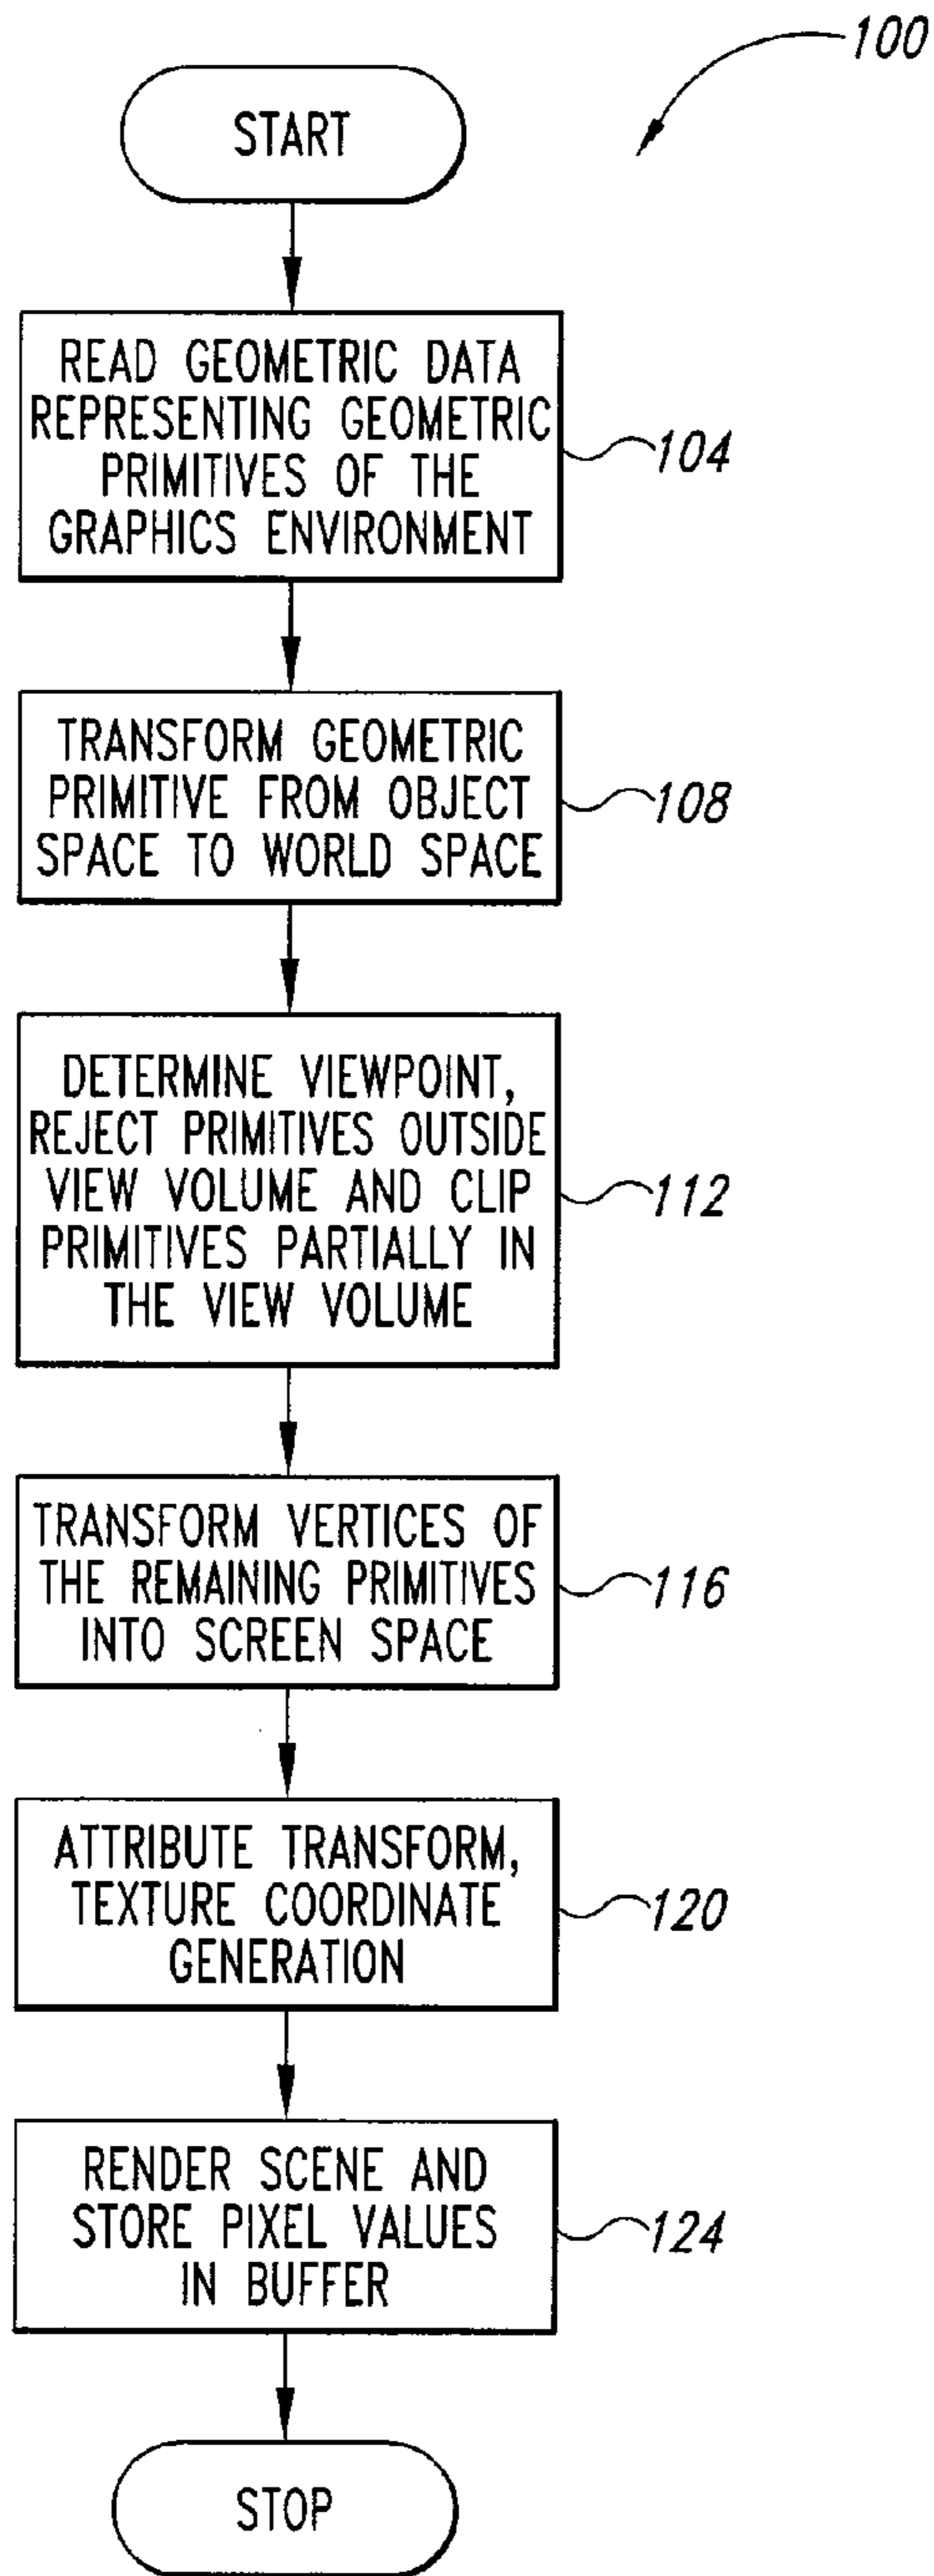 100
START
READ GEOMETRIC DATA
REPRESENTING GEOMETRIC
PRIMITIVES OF THE
GRAPHICS ENVIRONMENT
104
TRANSFORM GEOMETRIC
PRIMITIVE FROM OBJECT
SPACE TO WORLD SPACE
108
DETERMINE VIEWPOINT,
REJECT PRIMITIVES OUTSIDE
VIEW VOLUME AND CLIP
PRIMITIVES PARTIALLY IN
THE VIEW VOLUME
112
TRANSFORM VERTICES OF
THE REMAINING PRIMITIVES
INTO SCREEN SPACE
116
ATTRIBUTE TRANSFORM,
TEXTURE COORDINATE
GENERATION
120
RENDER SCENE AND
STORE PIXEL VALUES
IN BUFFER
124
STOP